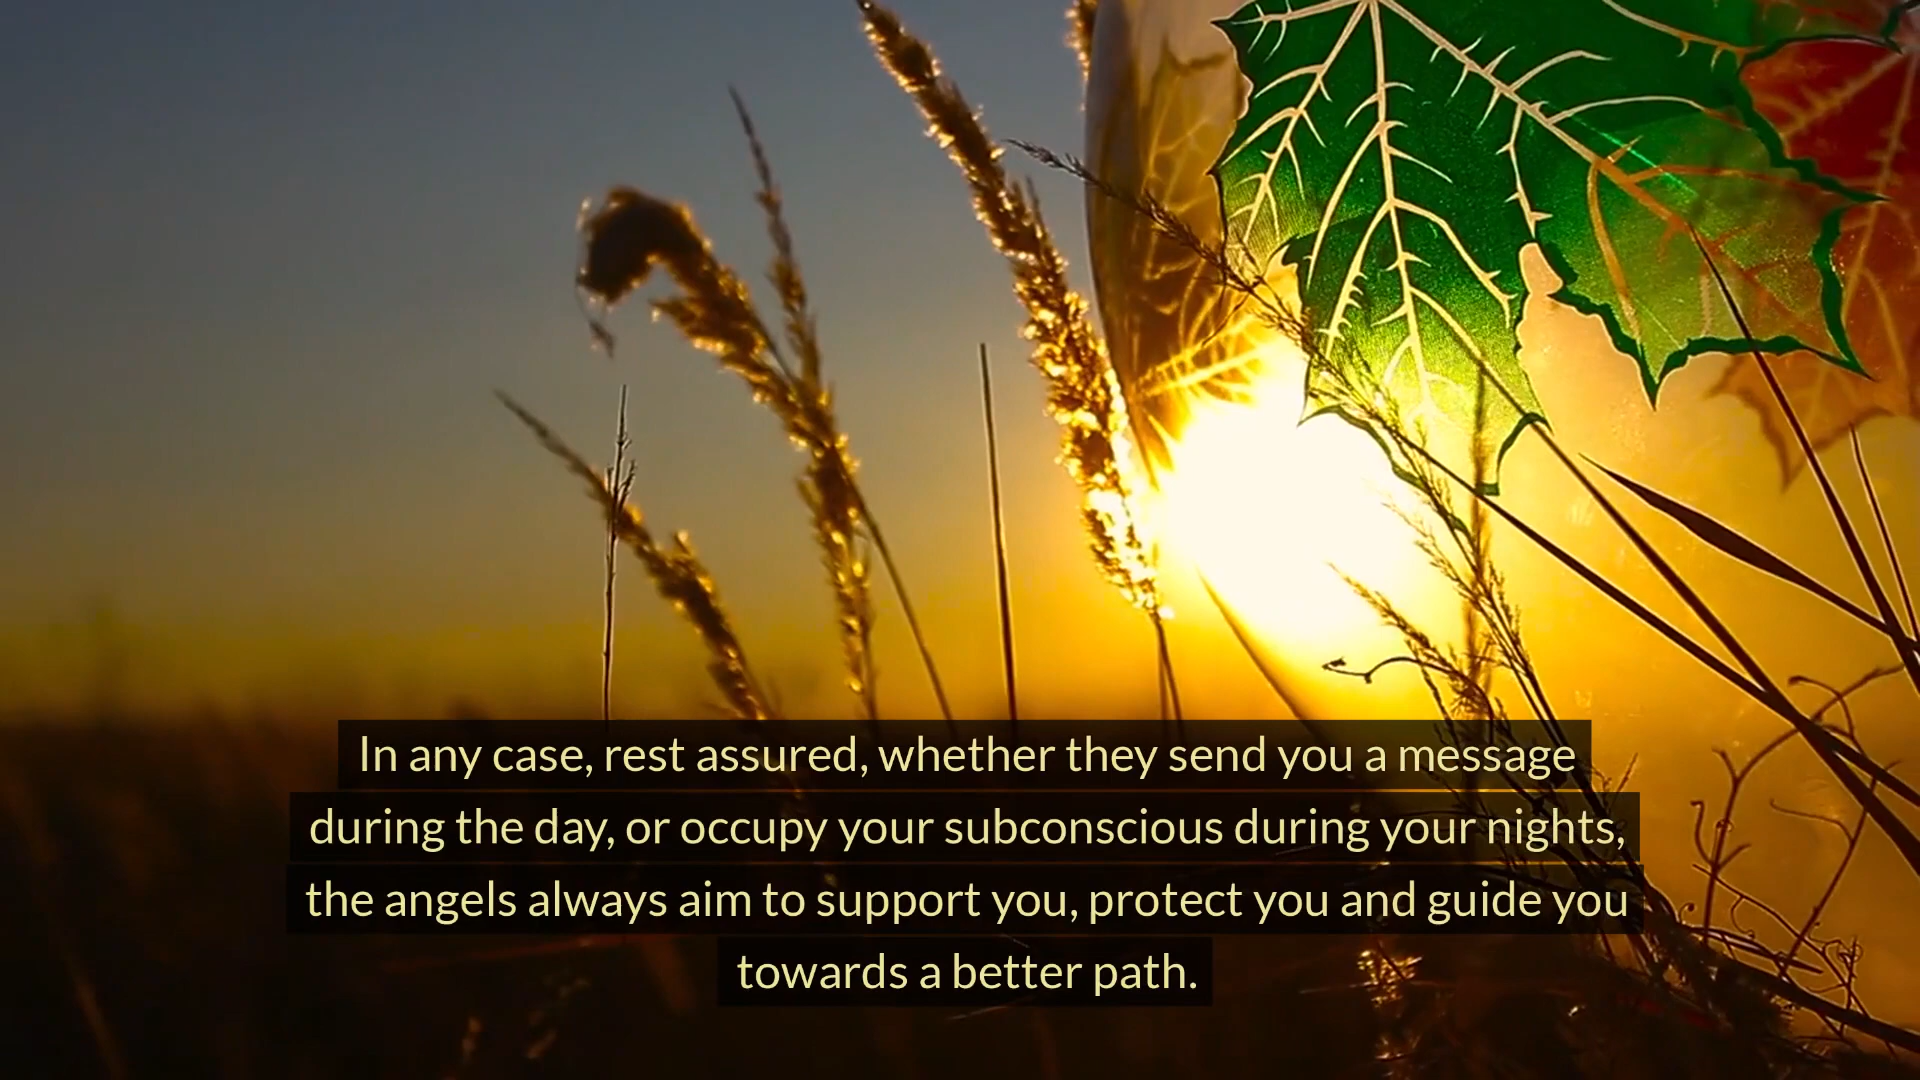 In any case, rest assured, whether they send you a message
during the day, or occupy your subconscious during your nights,
the angels always aim to support you, protect you and guide you
towards a better path.